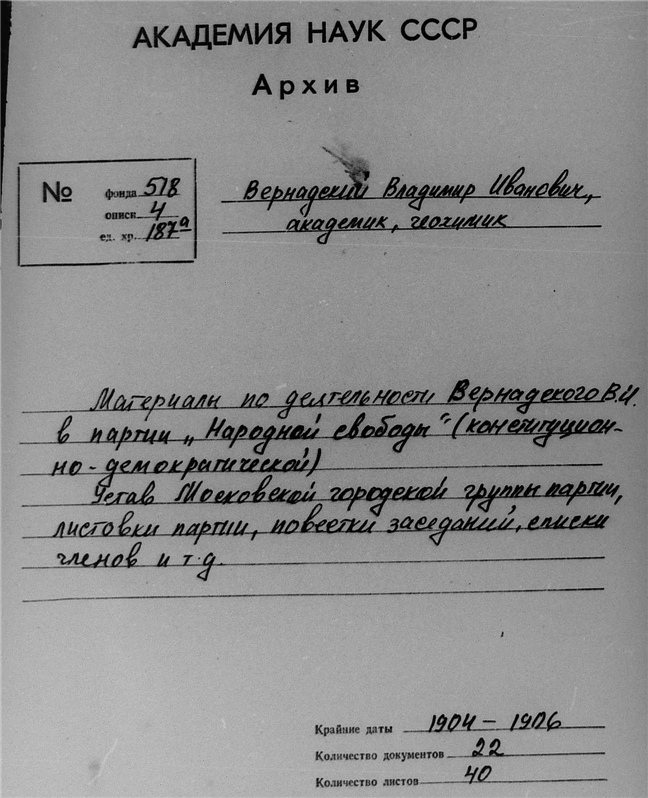 АКАДЕМИЯ НАУК СССР
Архив
№ фонда 518
опись 4
ед. хр. 187а
Вернадский Владимир Иванович,
академик, геохимик
Материалы по деятельности Вернадского В.И.
в партии „Народной свободы" (конституцион-
но-демократической)
Устав Московской городской группы партии,
листовки партии, повестки заседаний, списки
членов и т.д.
Крайние даты 1904 – 1906
Количество документов 22
Количество листов 40